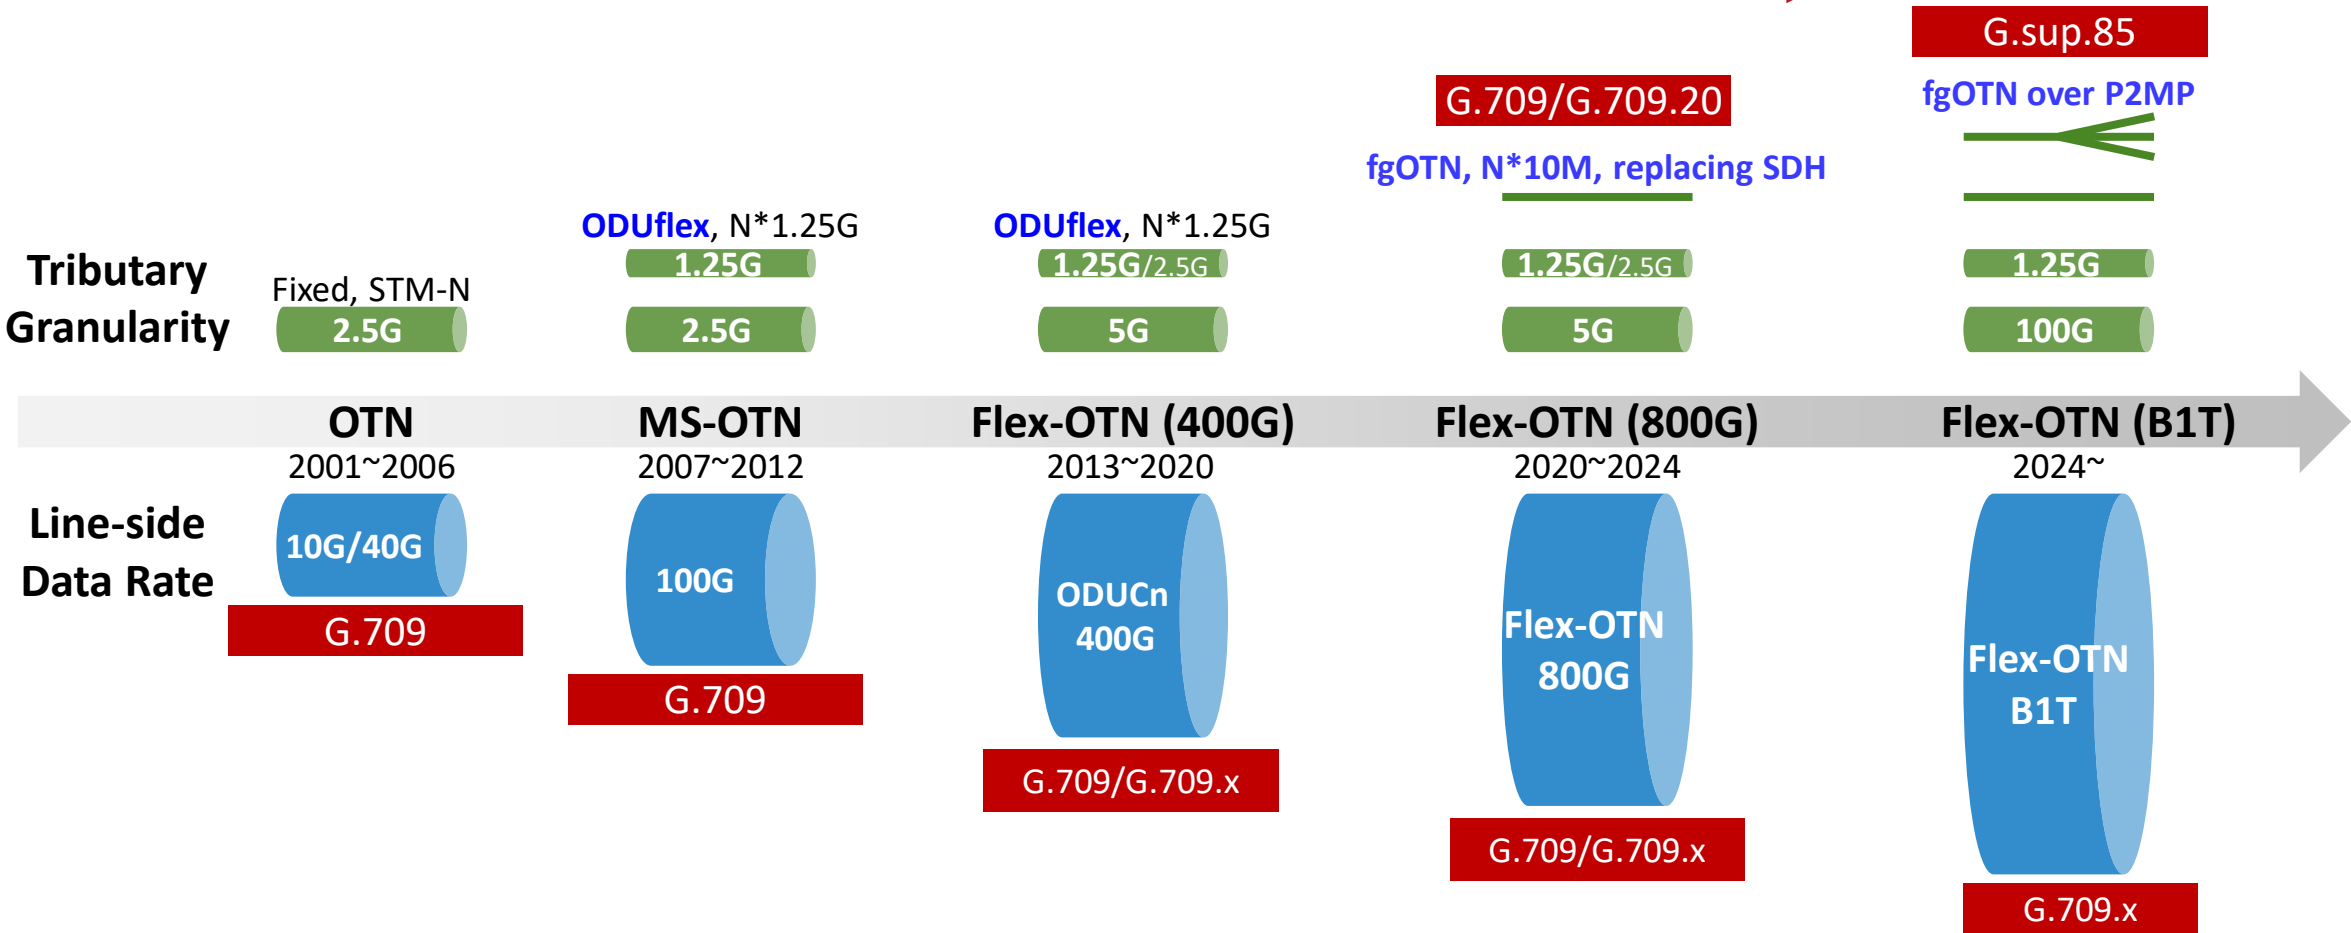 G.sup.85
fgOTN over P2MP
G.709/G.709.20
fgOTN, N*10M, replacing SDH
ODUflex, N*1.25G
ODUflex, N*1.25G
Tributary
Granularity
Fixed, STM-N
2.5G
1.25G
2.5G
1.25G/2.5G
5G
1.25G/2.5G
5G
1.25G
100G
OTN
MS-OTN
Flex-OTN (400G)
Flex-OTN (800G)
Flex-OTN (B1T)
2001~2006
2007~2012
2013~2020
2020~2024
2024~
Line-side
Data Rate
10G/40G
G.709
100G
G.709
ODUCn
400G
G.709/G.709.x
Flex-OTN
800G
G.709/G.709.x
Flex-OTN
B1T
G.709.x